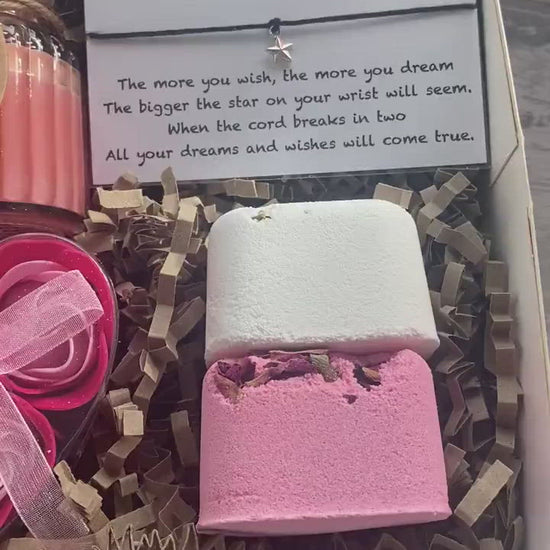 The more you wish, the more you dream
The bigger the star on your wrist will seem.
When the cord breaks in two
All your dreams and wishes will come true.